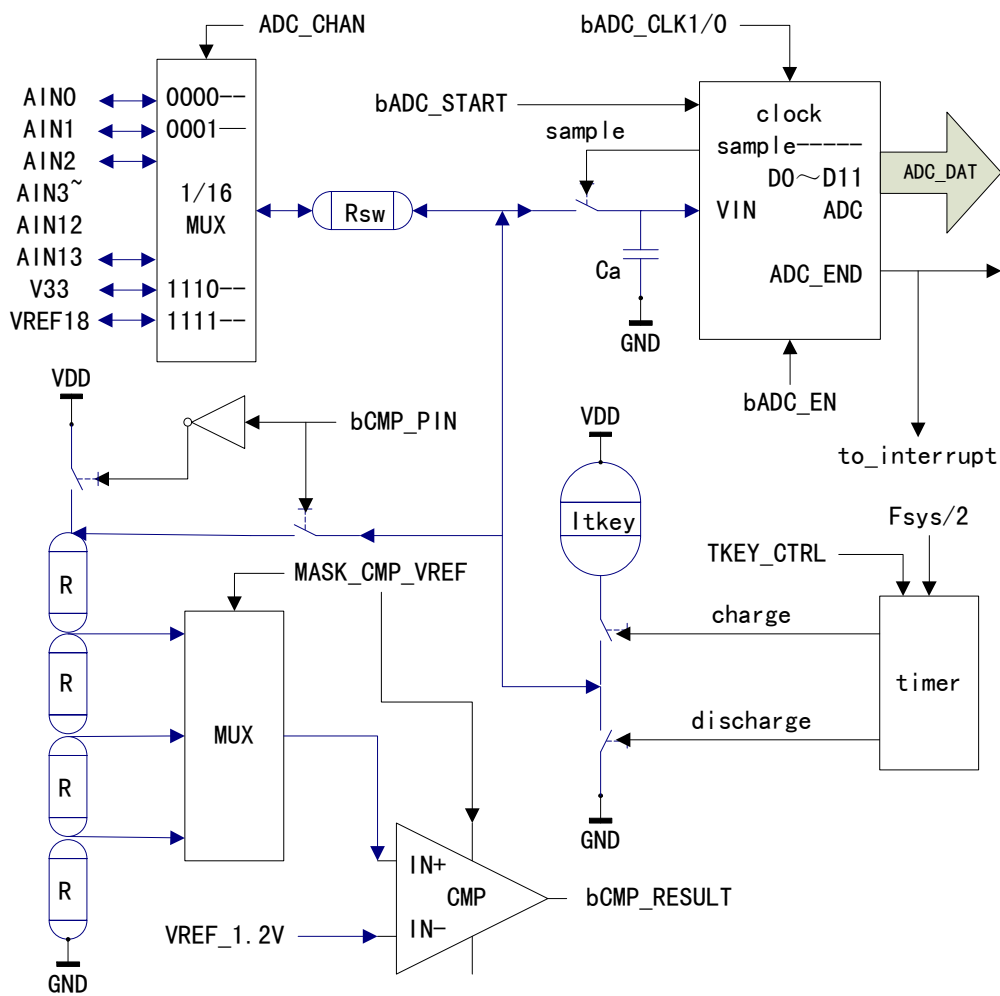 ADC_CHAN
bADC_CLK1/0
AIN0
0000--
AIN1
0001—
AIN2
AIN3~
AIN12
AIN13
V33
1110--
VREF18
1111--
1/16
MUX
Rsw
bADC_START
sample
clock
sample-----
D0～D11
VIN
ADC
ADC_END
ADC_DAT
Ca
GND
bADC_EN
to_interrupt
VDD
bCMP_PIN
VDD
Itkey
Fsys/2
TKEY_CTRL
MASK_CMP_VREF
charge
timer
discharge
R
R
R
R
MUX
GND
IN+
CMP
IN-
bCMP_RESULT
VREF_1.2V
GND